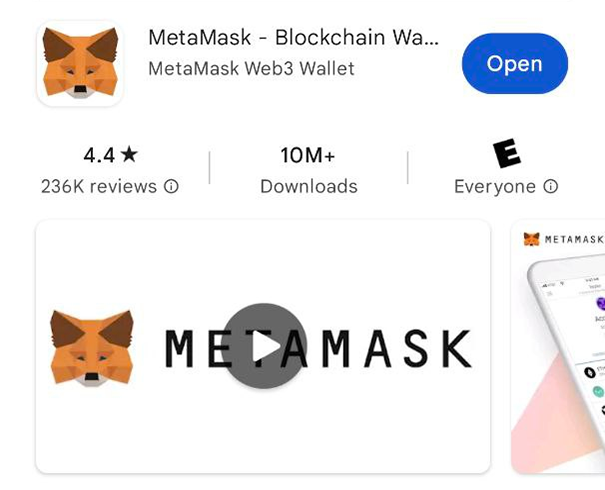 MetaMask - Blockchain Wa...
MetaMask Web3 Wallet
Open
4.4★
236K reviews
10M+
Downloads
E
Everyone
METAMASK
METAMASK